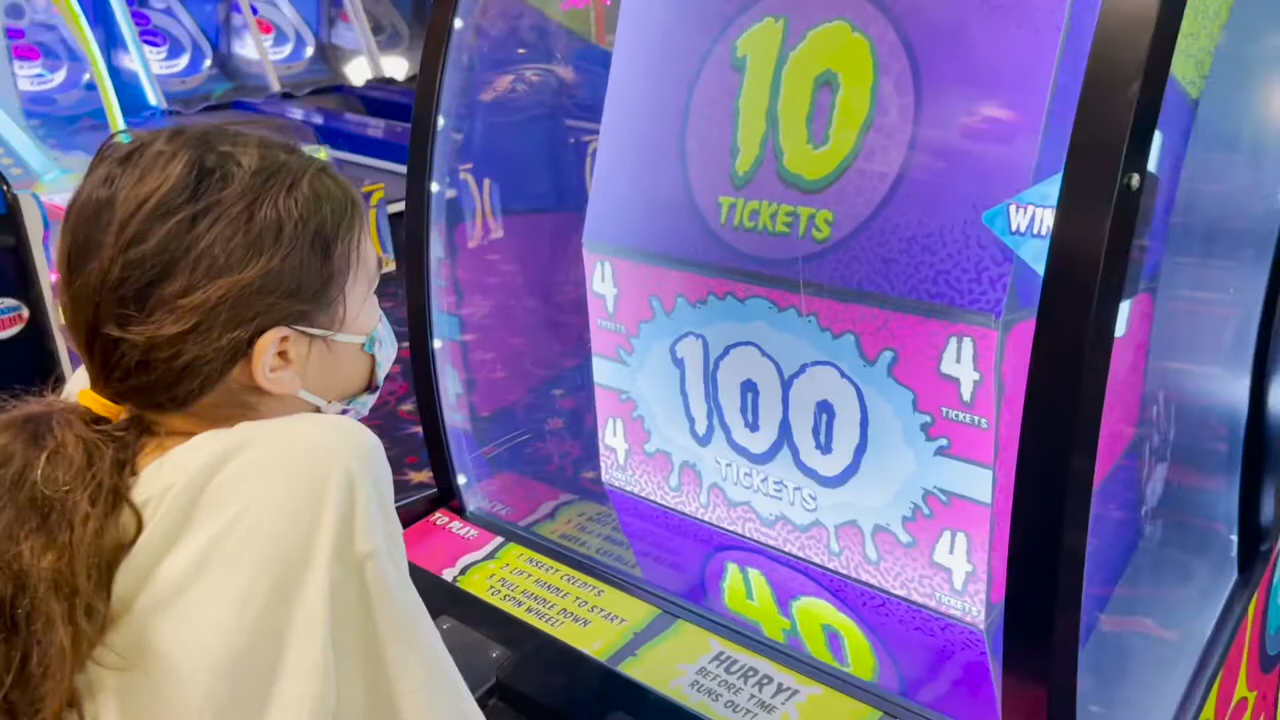 10
TICKETS
WIN
4
TICKETS
100
TICKETS
4
TICKETS
4
TICKETS
4
TICKETS
40
TO PLAY:
1. INSERT CREDITS
2. LIFT HANDLE TO START
3. PULL HANDLE DOWN
TO SPIN WHEEL!
HURRY!
BEFORE TIME
RUNS OUT!